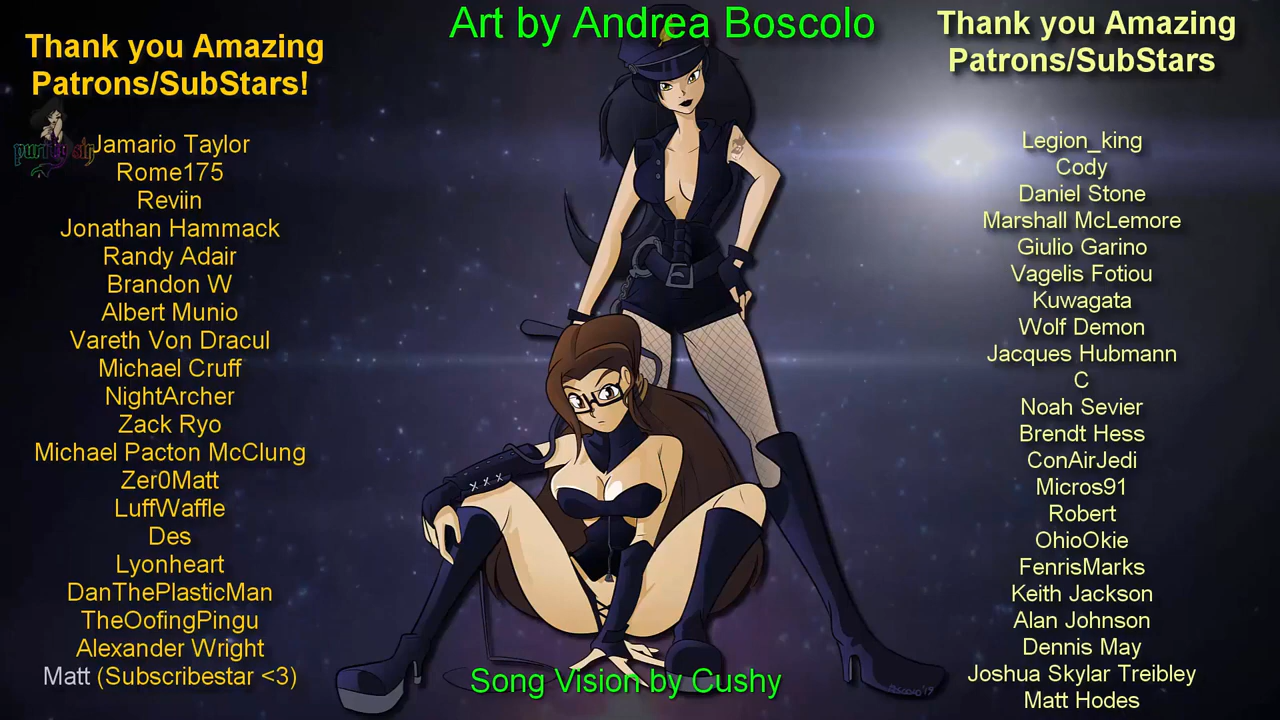 Art by Andrea Boscolo
Thank you Amazing
Patrons/SubStars!
Jamario Taylor
Rome175
Reviin
Jonathan Hammack
Randy Adair
Brandon W
Albert Munio
Vareth Von Dracul
Michael Cruff
NightArcher
Zack Ryo
Michael Pacton McClung
Zer0Matt
LuffWaffle
Des
Lyonheart
DanThePlasticMan
TheOofingPingu
Alexander Wright
Matt (Subscribestar <3)
Thank you Amazing
Patrons/SubStars
Legion_king
Cody
Daniel Stone
Marshall McLemore
Giulio Garino
Vagelis Fotiou
Kuwagata
Wolf Demon
Jacques Hubmann
C
Noah Sevier
Brendt Hess
ConAirJedi
Micros91
Robert
OhioOkie
FenrisMarks
Keith Jackson
Alan Johnson
Dennis May
Joshua Skylar Treibley
Matt Hodes
Song Vision by Cushy